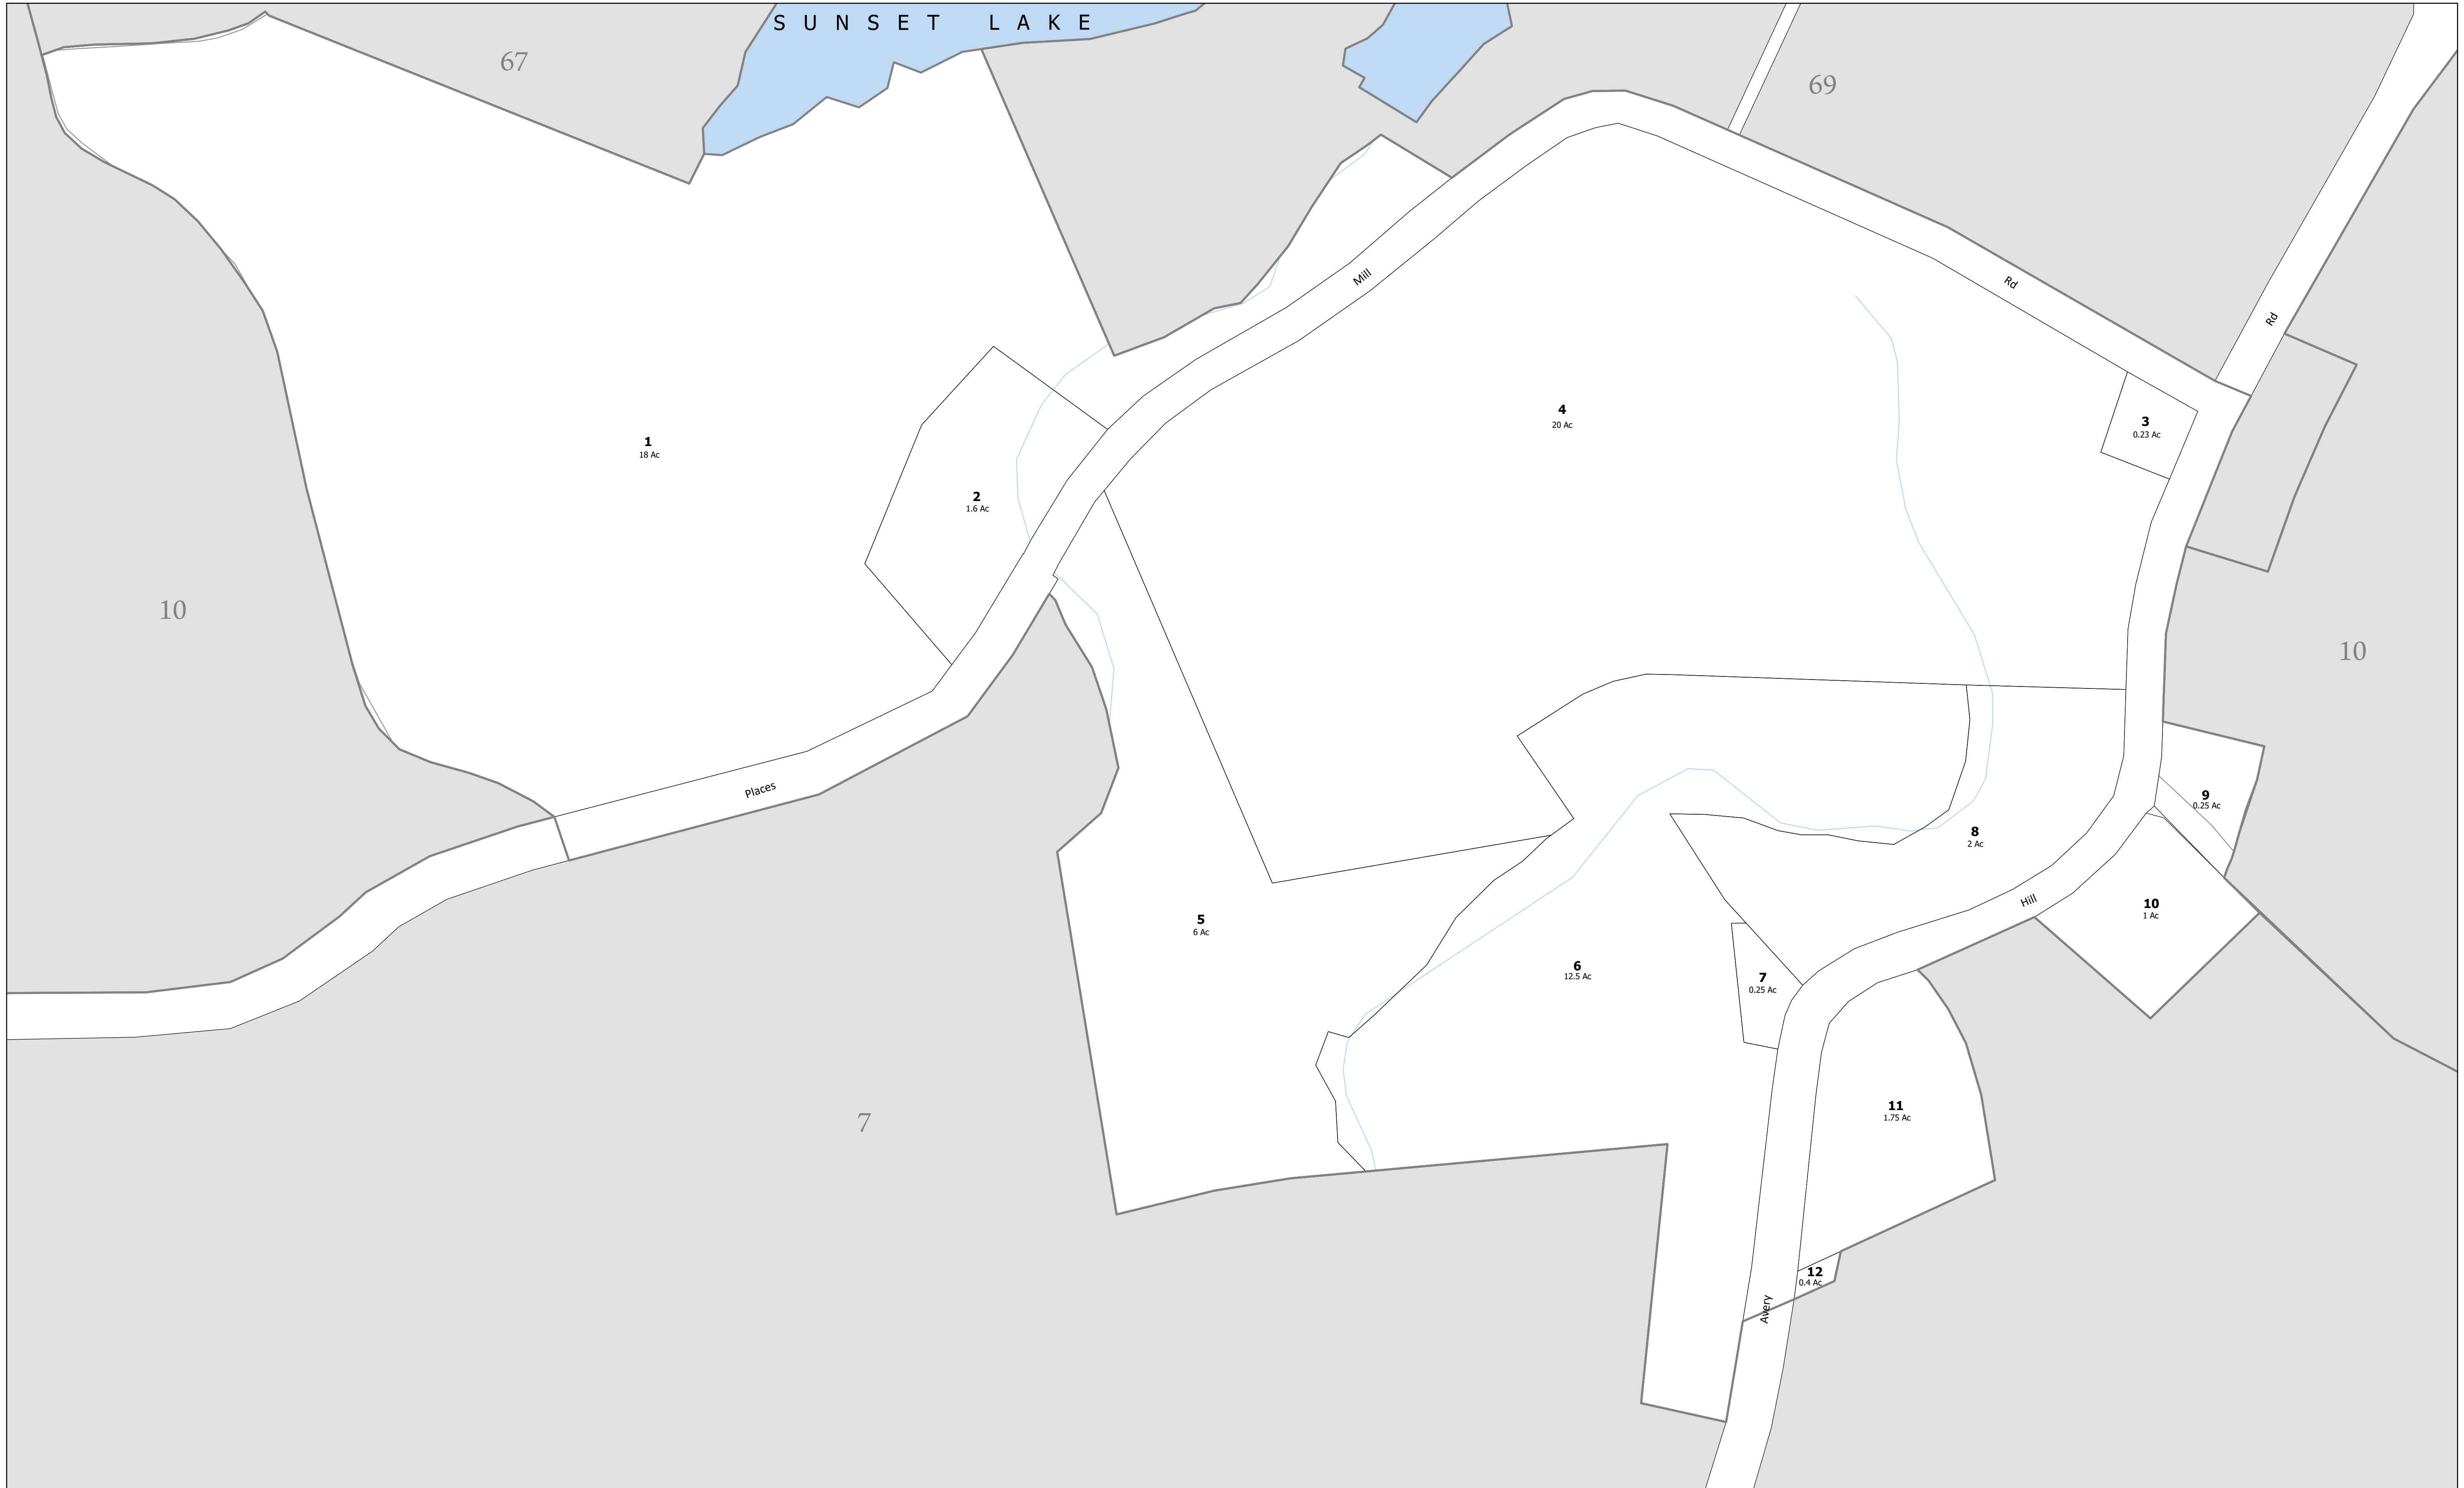 SUNSET LAKE
67
69
Mill
Rd
Rd
1
18 Ac
2
1.6 Ac
4
20 Ac
3
0.23 Ac
10
10
Places
9
0.25 Ac
8
2 Ac
Hill
10
1 Ac
5
6 Ac
6
12.5 Ac
7
0.25 Ac
7
11
1.75 Ac
12
0.4 Ac
Avery